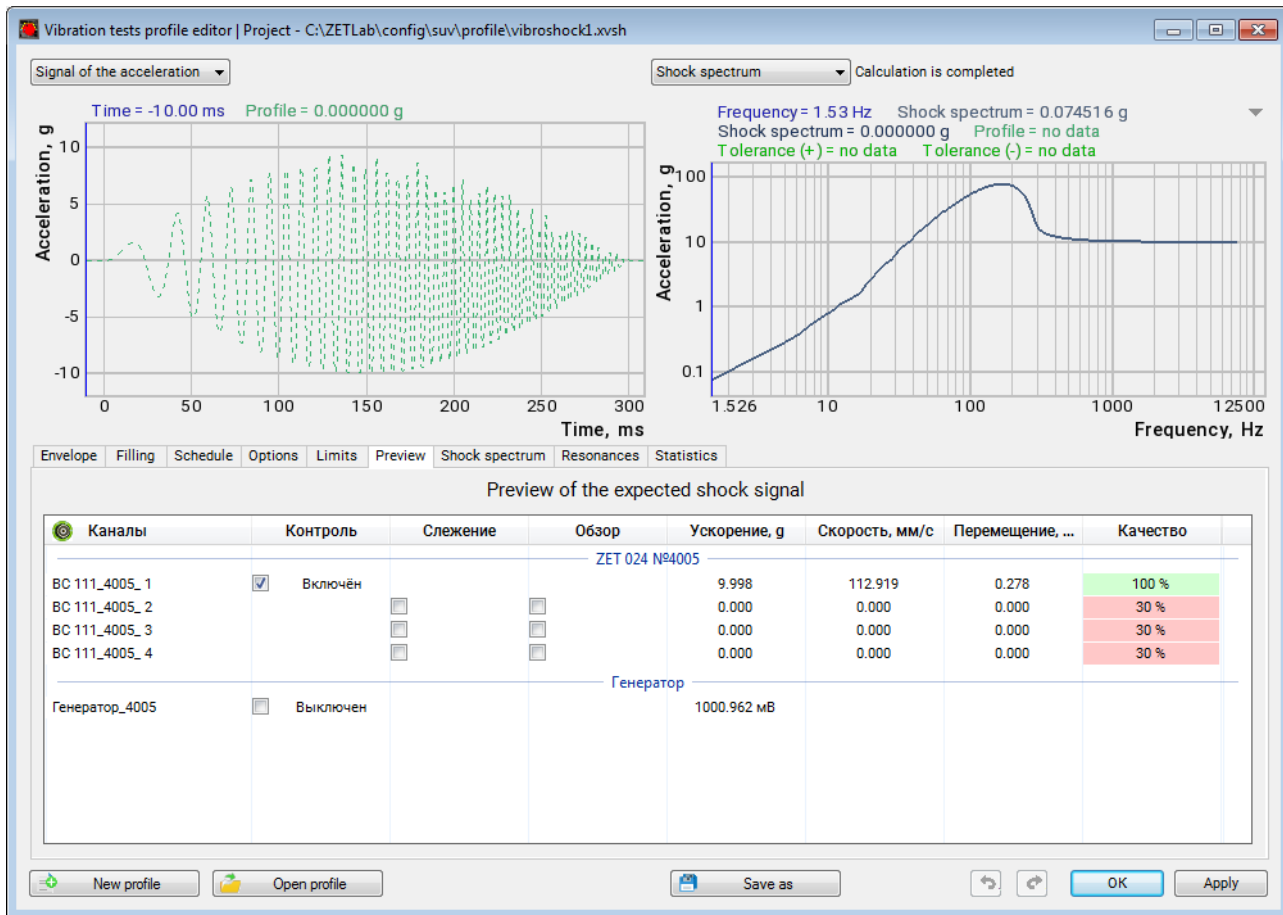 Vibration tests profile editor | Project - C:\ZETLab\config\suv\profile\vibroshock1.xvsh
Signal of the acceleration
Shock spectrum Calculation is completed
Time = -10.00 ms Profile = 0.000000 g
Acceleration, g
10
5
0
-5
-10
0 50 100 150 200 250 300
Time, ms
Frequency = 1.53 Hz Shock spectrum = 0.074516 g
Shock spectrum = 0.000000 g Profile = no data
Tolerance (+) = no data Tolerance (-) = no data
Acceleration, g
100
10
1
0.1
1.526 10 100 1000 12500
Frequency, Hz
Envelope Filling Schedule Options Limits Preview Shock spectrum Resonances Statistics
Preview of the expected shock signal
Каналы Контроль Слежение Обзор Ускорение, g Скорость, мм/с Перемещение, ... Качество
ZET 024 №4005
ВС 111_4005_ 1 Включён 9.998 112.919 0.278 100 %
ВС 111_4005_ 2 0.000 0.000 0.000 30 %
ВС 111_4005_ 3 0.000 0.000 0.000 30 %
ВС 111_4005_ 4 0.000 0.000 0.000 30 %
Генератор
Генератор_4005 Выключен 1000.962 мВ
New profile Open profile Save as OK Apply